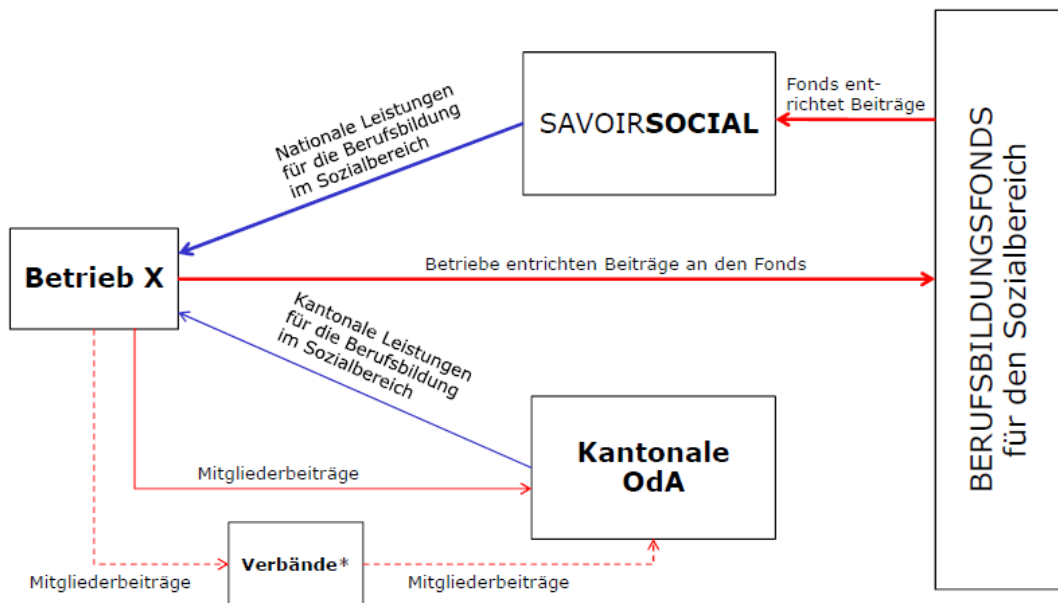 Fonds ent-
richtet Beiträge
SAVOIRSOCIAL
Nationale Leistungen
für die Berufsbildung
im Sozialbereich
Betrieb X
Betriebe entrichten Beiträge an den Fonds
BERUFSBILDUNGSFONDS
für den Sozialbereich
Kantonale Leistungen
für die Berufsbildung
im Sozialbereich
Kantonale
OdA
Mitgliederbeiträge
Verbände*
Mitgliederbeiträge
Mitgliederbeiträge